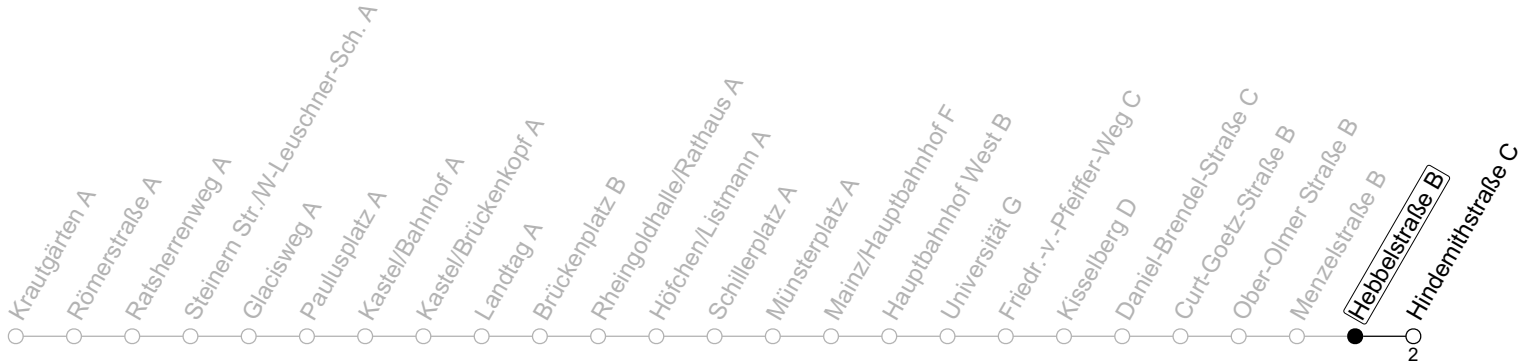 Krautgärten A
Römerstraße A
Ratsherrenweg A
Steinern Str./W-Leuschner-Sch. A
Glacisweg A
Paulusplatz A
Kastel/Bahnhof A
Kastel/Brückenkopf A
Landtag A
Brückenplatz B
Rheingoldhalle/Rathaus A
Höfchen/Listmann A
Schillerplatz A
Münsterplatz A
Mainz/Hauptbahnhof F
Hauptbahnhof West B
Universität G
Friedr.-v.-Pfeiffer-Weg C
Kisselberg D
Daniel-Brendel-Straße C
Curt-Goetz-Straße B
Ober-Olmer Straße B
Menzelstraße B
Hebbelstraße B
Hindemithstraße C
2